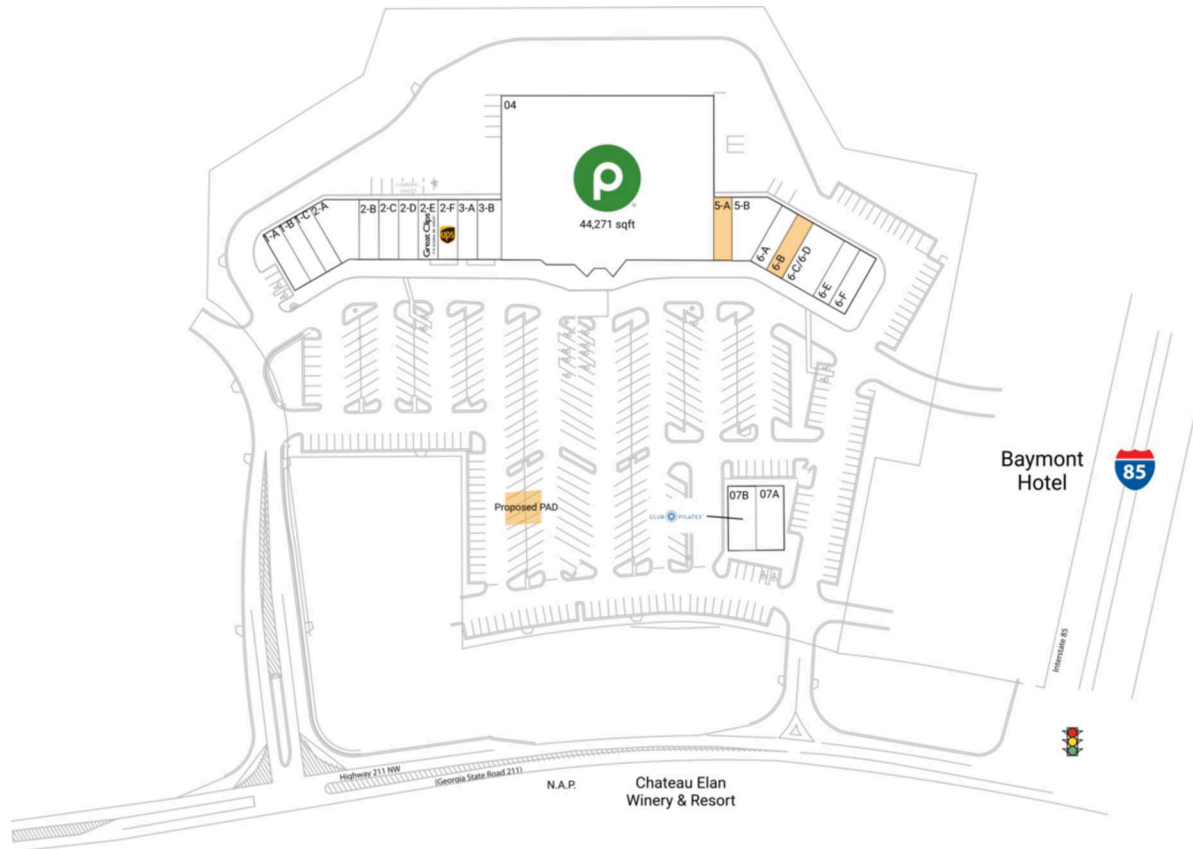 04
44,271 sqft
1-A
1-B
1-C
2-A
2-B
2-C
2-D
2-E
2-F
3-A
3-B
Great Clips
ups
5-A
5-B
6-A
6-B
6-C/6-D
6-E
6-F
Baymont
Hotel
85
Proposed PAD
CLUB PILATES
07B
07A
Interstate 85
Highway 211 NW
(Georgia State Road 211)
N.A.P.
Chateau Elan
Winery & Resort